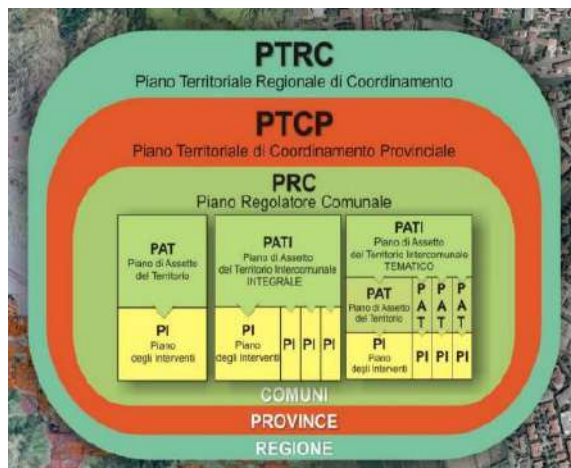 PTRC
Piano Territoriale Regionale di Coordinamento
PTCP
Piano Territoriale di Coordinamento Provinciale
PRC
Piano Regolatore Comunale
PAT
Piano di Assetto
del Territorio
PI
Piano
degli Interventi
PATI
Piano di Assetto
del Territorio Intercomunale
INTEGRALE
PI
Piano
degli Interventi
PI
PI
PI
PATI
Piano di Assetto
del Territorio Intercomunale
TEMATICO
PAT
Piano di Assetto
del Territorio
PAT
PAT
PAT
PI
Piano
degli Interventi
PI
PI
PI
COMUNI
PROVINCE
REGIONE